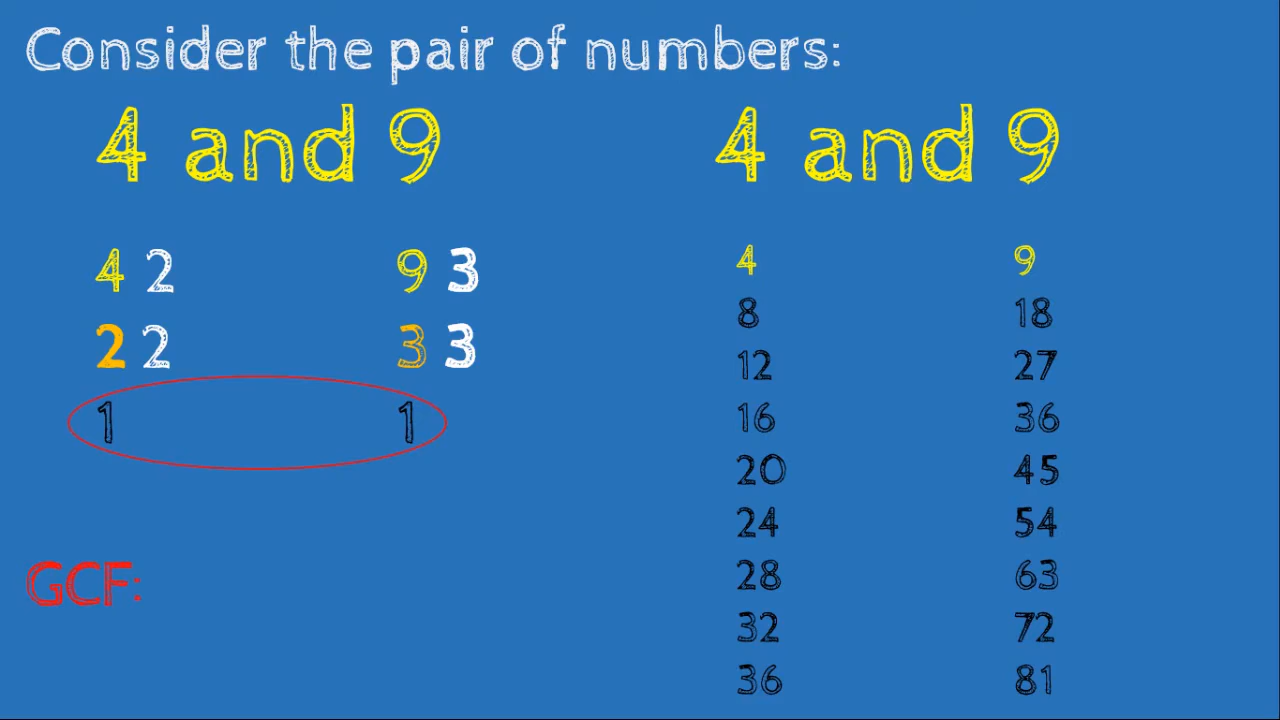 Consider the pair of numbers:
4 and 9 4 and 9
4 2 9 3 4 9
8 18
2 2 3 3 12 27
1 1 16 36
20 45
24 54
GCF: 28 63
32 72
36 81